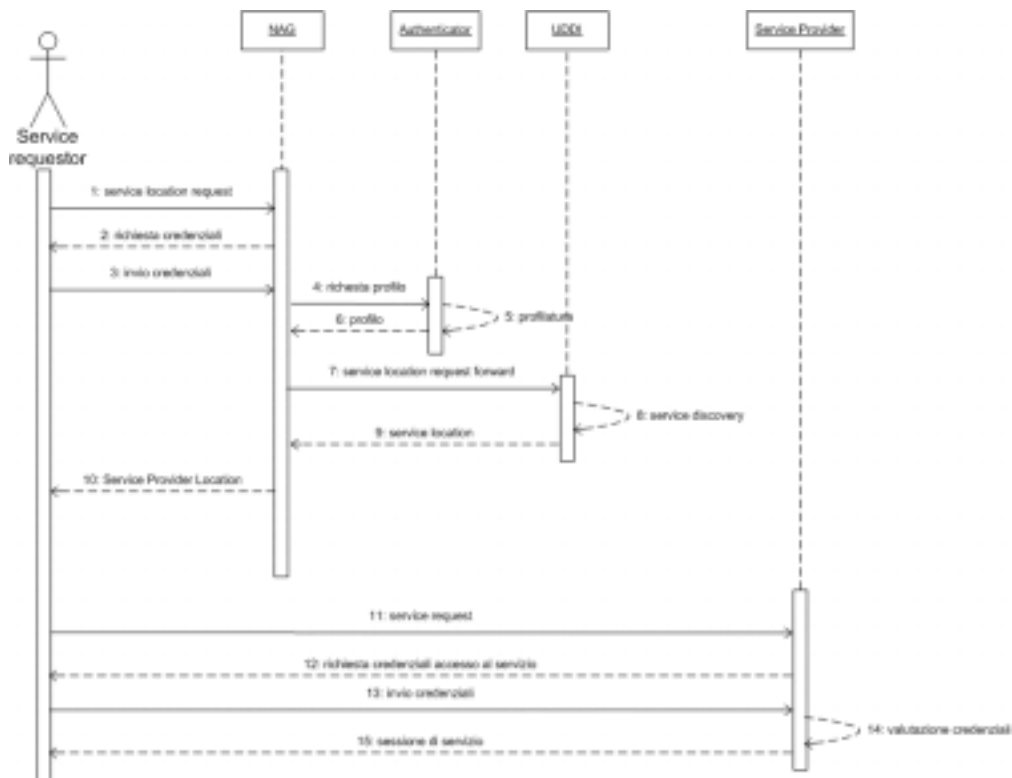 NAG
Authenticator
UDDI
Service Provider
Service
requestor
1: service location request
2: richiesta credenziali
3: invio credenziali
4: richiesta profilo
5: profilatura
6: profilo
7: service location request forward
8: service discovery
9: service location
10: Service Provider Location
11: service request
12: richiesta credenziali accesso al servizio
13: invio credenziali
14: valutazione credenziali
15: sessione di servizio